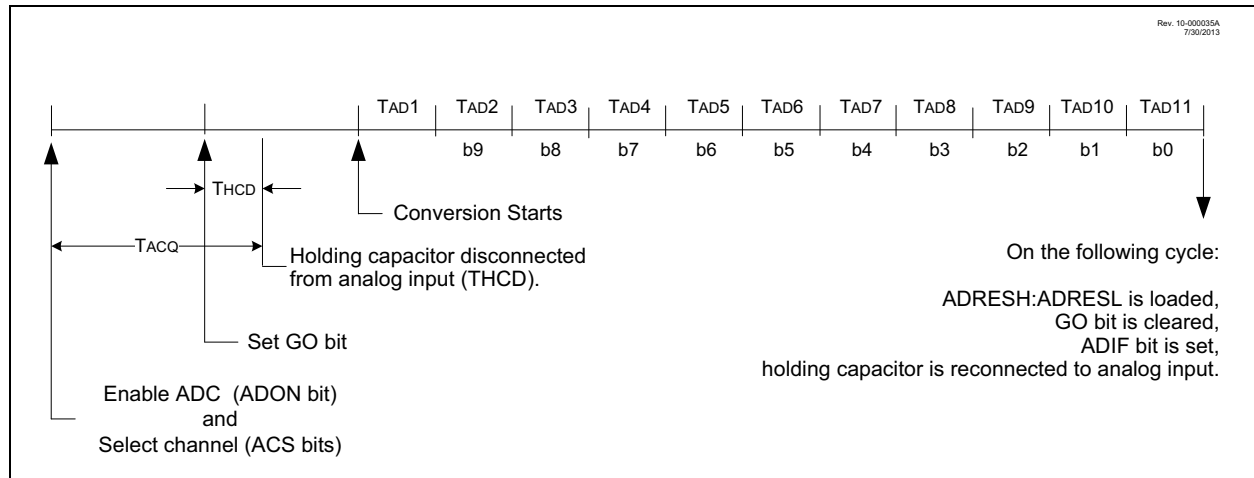 Rev. 10-000035A
7/30/2013
TAD1 TAD2 TAD3 TAD4 TAD5 TAD6 TAD7 TAD8 TAD9 TAD10 TAD11
b9 b8 b7 b6 b5 b4 b3 b2 b1 b0
THCD
Conversion Starts
TACQ
Holding capacitor disconnected
from analog input (THCD).
Set GO bit
Enable ADC (ADON bit)
and
Select channel (ACS bits)
On the following cycle:
ADRESH:ADRESL is loaded,
GO bit is cleared,
ADIF bit is set,
holding capacitor is reconnected to analog input.